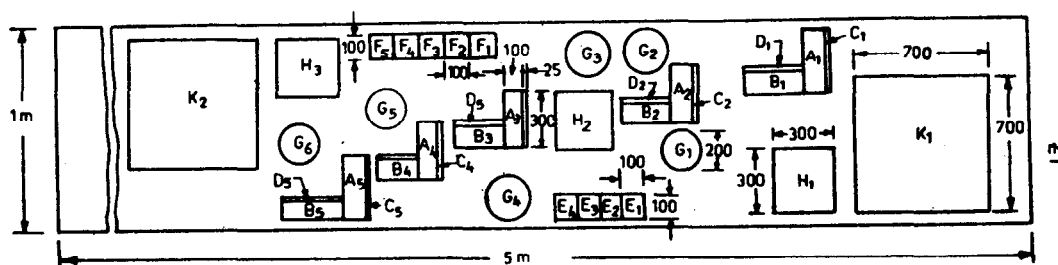 1m
K2
H3
100
F5 F4 F3 F2 F1
100
100
25
G3
G2
D1
A1
C1
B1
700
K1
700
G5
D5
A3
B3
300
H2
D2
A2
B2
C2
G1
200
300
300
H1
G6
A4
B4
C4
D5
A5
B5
C5
G4
100
E4 E3 E2 E1
100
5 m